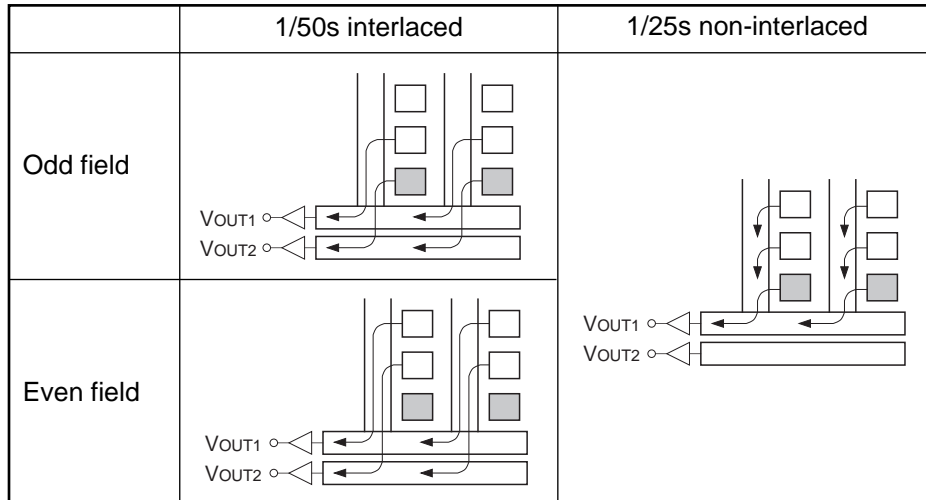 1/50s interlaced
1/25s non-interlaced
Odd field
VOUT1
VOUT2
VOUT1
VOUT2
Even field
VOUT1
VOUT2